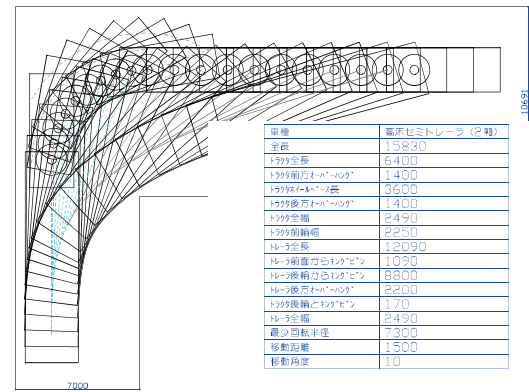 10691
車種 高床セミトレーラ（2軸）
全長 15830
トラクタ全長 6400
トラクタ前方オーバーハング 1400
トラクタホイールベース長 3600
トラクタ後方オーバーハング 1400
トラクタ全幅 2490
トラクタ前輪幅 2250
トレーラ全長 12090
トレーラ前面からキングピン 1090
トレーラ後輪からキングピン 8800
トレーラ後方オーバーハング 2200
トラクタ後輪とキングピン 170
トレーラ全幅 2490
最少回転半径 7300
移動距離 1500
移動角度 10
7000